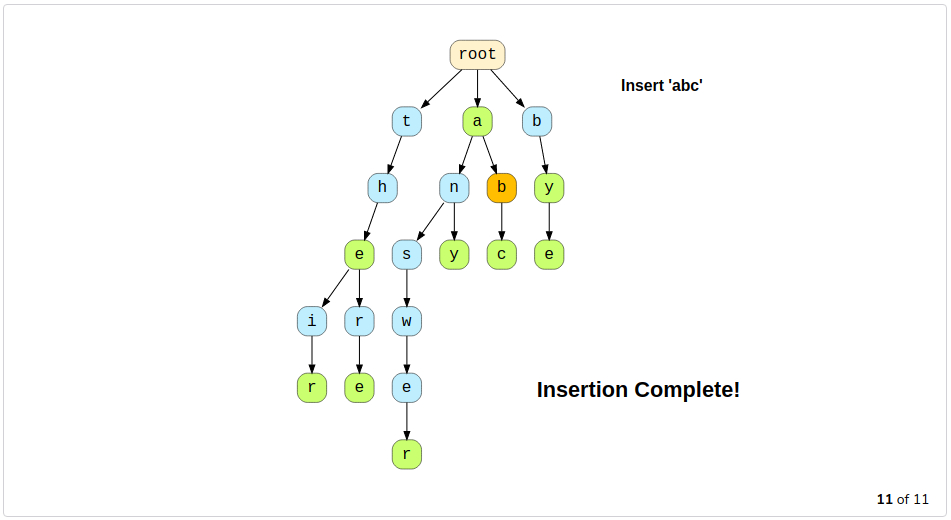 root
Insert 'abc'
t a b
h n b y
e s y c e
i r w
r e e
Insertion Complete!
r
11 of 11